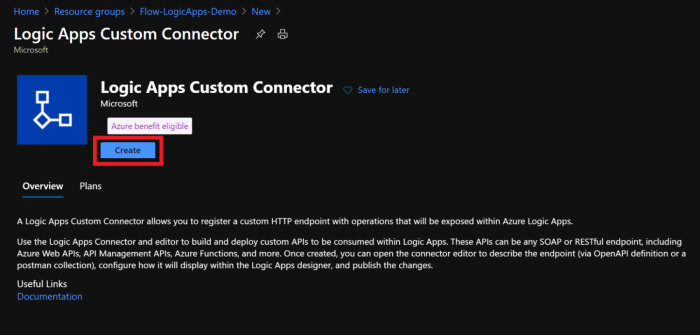 Home > Resource groups > Flow-LogicApps-Demo > New >
Logic Apps Custom Connector
Microsoft
Logic Apps Custom Connector
Save for later
Microsoft
Azure benefit eligible
Create
Overview Plans
A Logic Apps Custom Connector allows you to register a custom HTTP endpoint with operations that will be exposed within Azure Logic Apps.
Use the Logic Apps Connector and editor to build and deploy custom APIs to be consumed within Logic Apps. These APIs can be any SOAP or RESTful endpoint, including
Azure Web APIs, API Management APIs, Azure Functions, and more. Once created, you can open the connector editor to describe the endpoint (via OpenAPI definition or a
postman collection), configure how it will display within the Logic Apps designer, and publish the changes.
Useful Links
Documentation